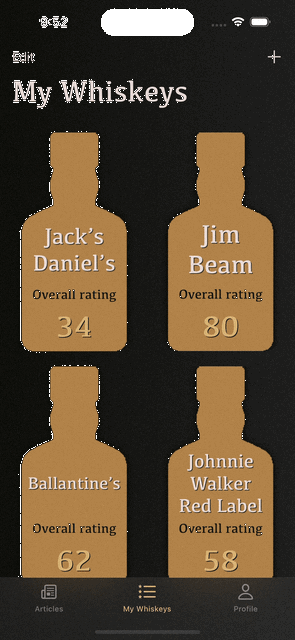 9:52
Edit
My Whiskeys
Jack's
Daniel's
Overall rating
34
Jim
Beam
Overall rating
80
Ballantine's
Overall rating
62
Johnnie
Walker
Red Label
Overall rating
58
Articles
My Whiskeys
Profile